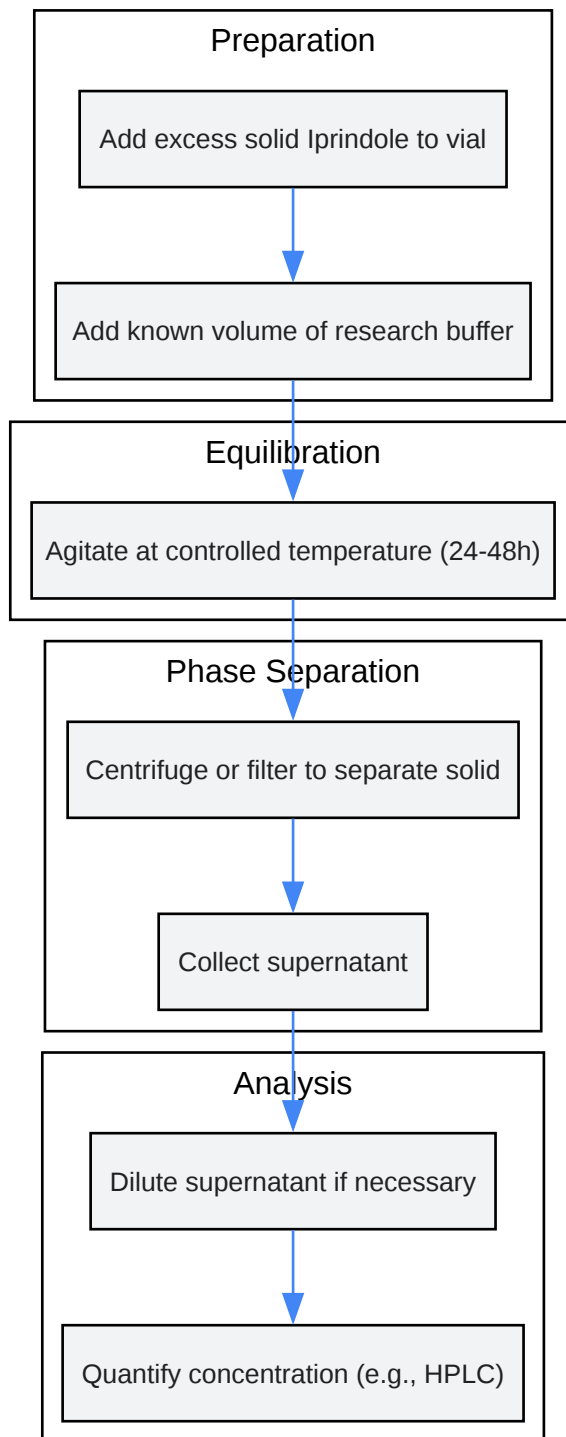 Preparation
Add excess solid Iprindole to vial
Add known volume of research buffer
Equilibration
Agitate at controlled temperature (24-48h)
Phase Separation
Centrifuge or filter to separate solid
Collect supernatant
Analysis
Dilute supernatant if necessary
Quantify concentration (e.g., HPLC)